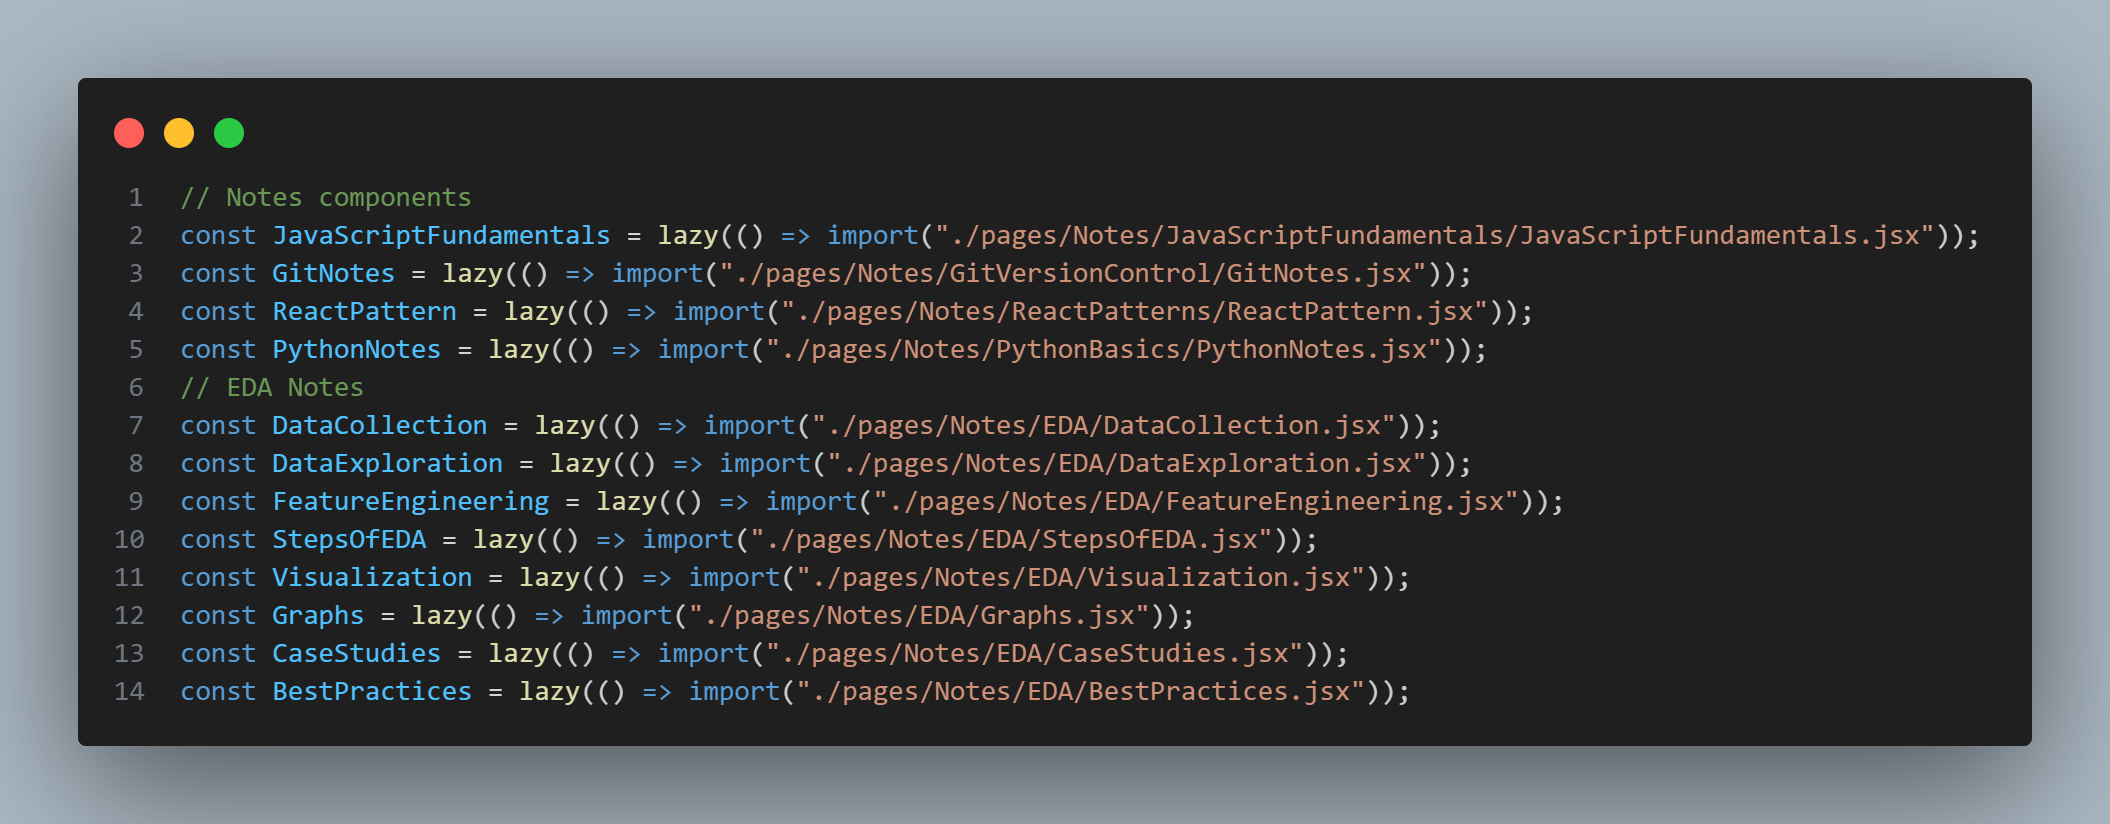 1 // Notes components
2 const JavaScriptFundamentals = lazy(() => import("./pages/Notes/JavaScriptFundamentals/JavaScriptFundamentals.jsx"));
3 const GitNotes = lazy(() => import("./pages/Notes/GitVersionControl/GitNotes.jsx"));
4 const ReactPattern = lazy(() => import("./pages/Notes/ReactPatterns/ReactPattern.jsx"));
5 const PythonNotes = lazy(() => import("./pages/Notes/PythonBasics/PythonNotes.jsx"));
6 // EDA Notes
7 const DataCollection = lazy(() => import("./pages/Notes/EDA/DataCollection.jsx"));
8 const DataExploration = lazy(() => import("./pages/Notes/EDA/DataExploration.jsx"));
9 const FeatureEngineering = lazy(() => import("./pages/Notes/EDA/FeatureEngineering.jsx"));
10 const StepsOfEDA = lazy(() => import("./pages/Notes/EDA/StepsOfEDA.jsx"));
11 const Visualization = lazy(() => import("./pages/Notes/EDA/Visualization.jsx"));
12 const Graphs = lazy(() => import("./pages/Notes/EDA/Graphs.jsx"));
13 const CaseStudies = lazy(() => import("./pages/Notes/EDA/CaseStudies.jsx"));
14 const BestPractices = lazy(() => import("./pages/Notes/EDA/BestPractices.jsx"));